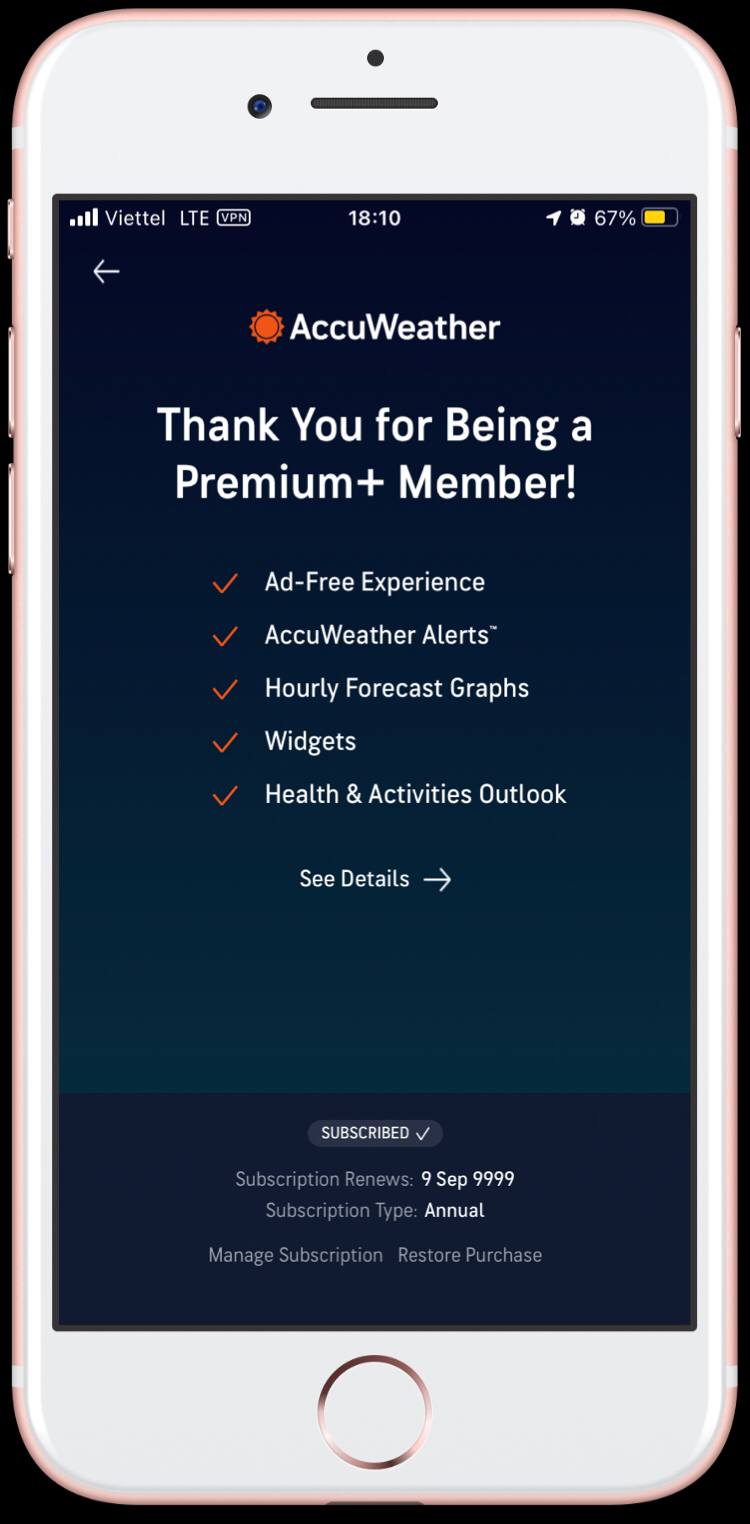 Viettel LTE VPN 18:10 67%
AccuWeather
Thank You for Being a
Premium+ Member!
Ad-Free Experience
AccuWeather Alerts™
Hourly Forecast Graphs
Widgets
Health & Activities Outlook
See Details
SUBSCRIBED
Subscription Renews: 9 Sep 9999
Subscription Type: Annual
Manage Subscription Restore Purchase